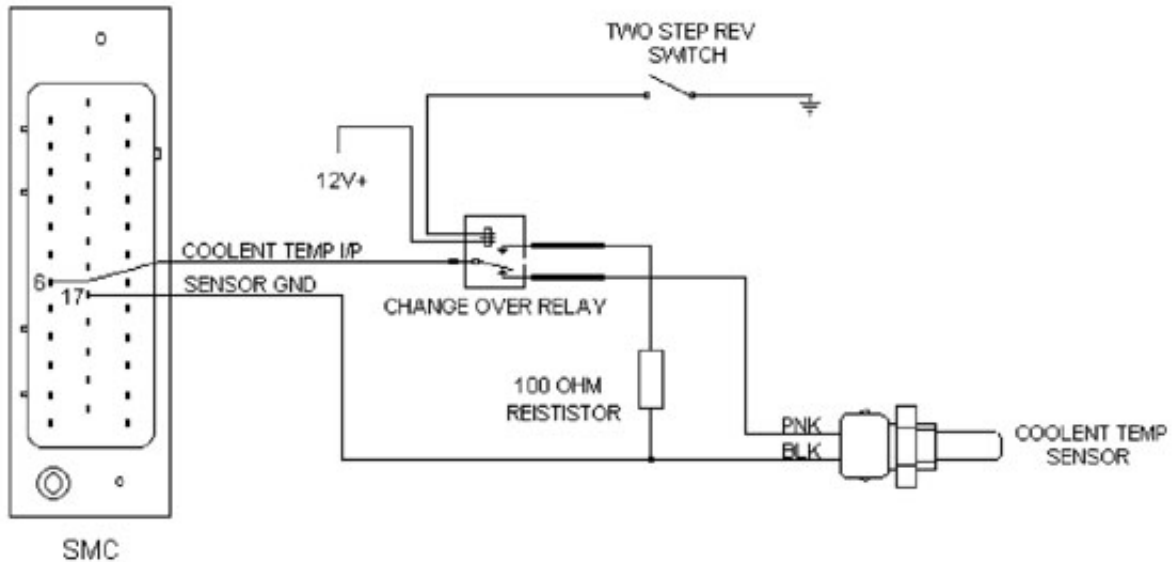 TWO STEP REV
SWITCH
12V+
COOLENT TEMP I/P
6
17
SENSOR GND
CHANGE OVER RELAY
100 OHM
REISTISTOR
PNK
BLK
COOLENT TEMP
SENSOR
SMC